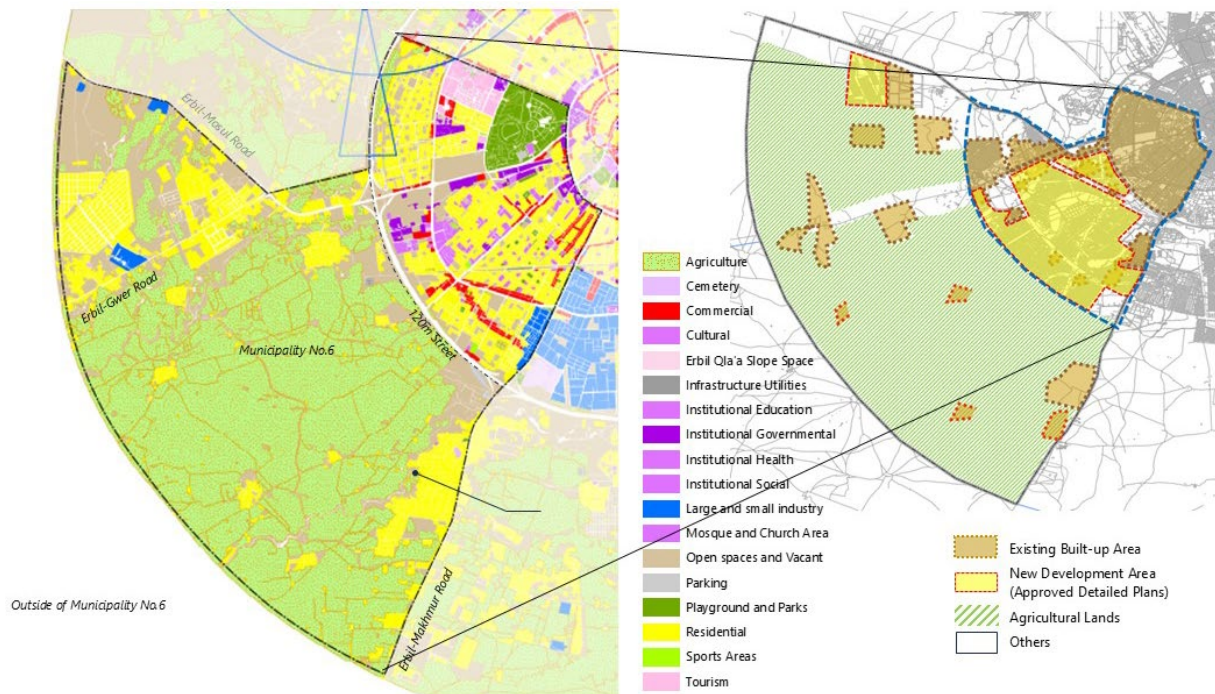 Erbil-Mosul Road
Erbil-Gwer Road
Municipality No.6
120m Street
Erbil-Makhmur Road
Outside of Municipality No.6
Agriculture
Cemetery
Commercial
Cultural
Erbil Qla'a Slope Space
Infrastructure Utilities
Institutional Education
Institutional Governmental
Institutional Health
Institutional Social
Large and small industry
Mosque and Church Area
Open spaces and Vacant
Parking
Playground and Parks
Residential
Sports Areas
Tourism
Existing Built-up Area
New Development Area
(Approved Detailed Plans)
Agricultural Lands
Others